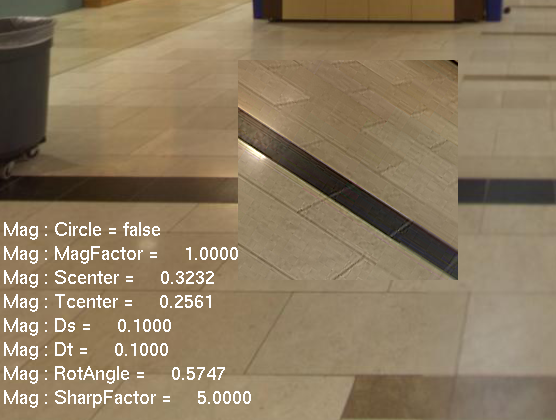 Mag : Circle = false
Mag : MagFactor = 1.0000
Mag : Scenter = 0.3232
Mag : Tcenter = 0.2561
Mag : Ds = 0.1000
Mag : Dt = 0.1000
Mag : RotAngle = 0.5747
Mag : SharpFactor = 5.0000